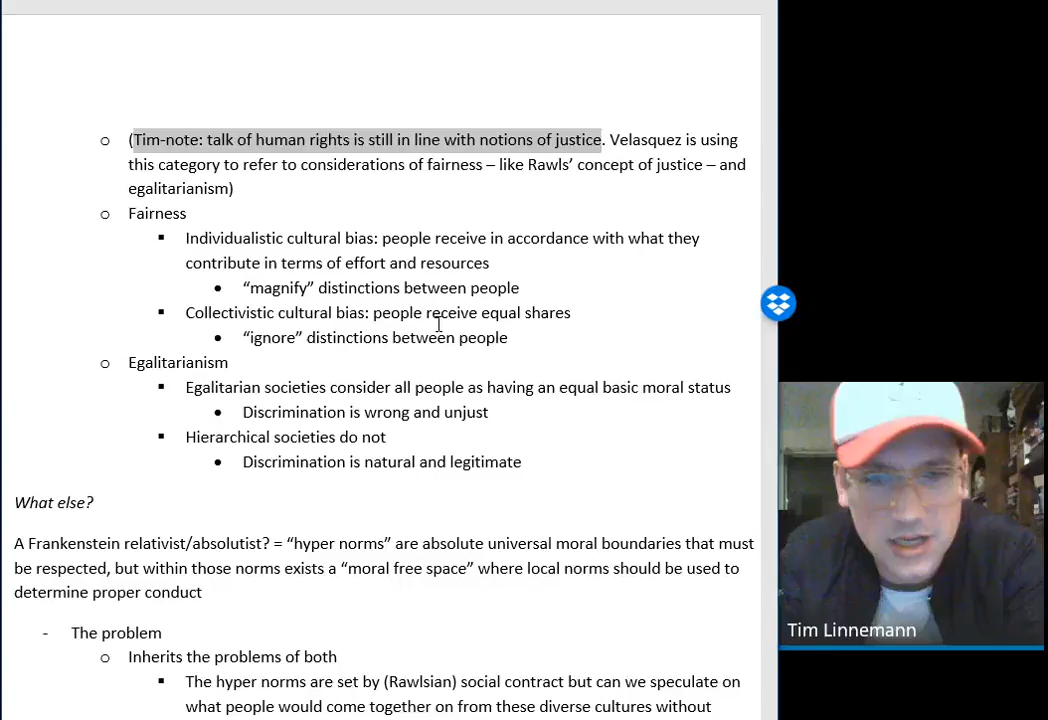 o (Tim-note: talk of human rights is still in line with notions of justice. Velasquez is using
this category to refer to considerations of fairness – like Rawls’ concept of justice – and
egalitarianism)
o Fairness
▪ Individualistic cultural bias: people receive in accordance with what they
contribute in terms of effort and resources
• “magnify” distinctions between people
▪ Collectivistic cultural bias: people receive equal shares
• “ignore” distinctions between people
o Egalitarianism
▪ Egalitarian societies consider all people as having an equal basic moral status
• Discrimination is wrong and unjust
▪ Hierarchical societies do not
• Discrimination is natural and legitimate
What else?
A Frankenstein relativist/absolutist? = “hyper norms” are absolute universal moral boundaries that must
be respected, but within those norms exists a “moral free space” where local norms should be used to
determine proper conduct
- The problem
o Inherits the problems of both
▪ The hyper norms are set by (Rawlsian) social contract but can we speculate on
what people would come together on from these diverse cultures without
Tim Linnemann